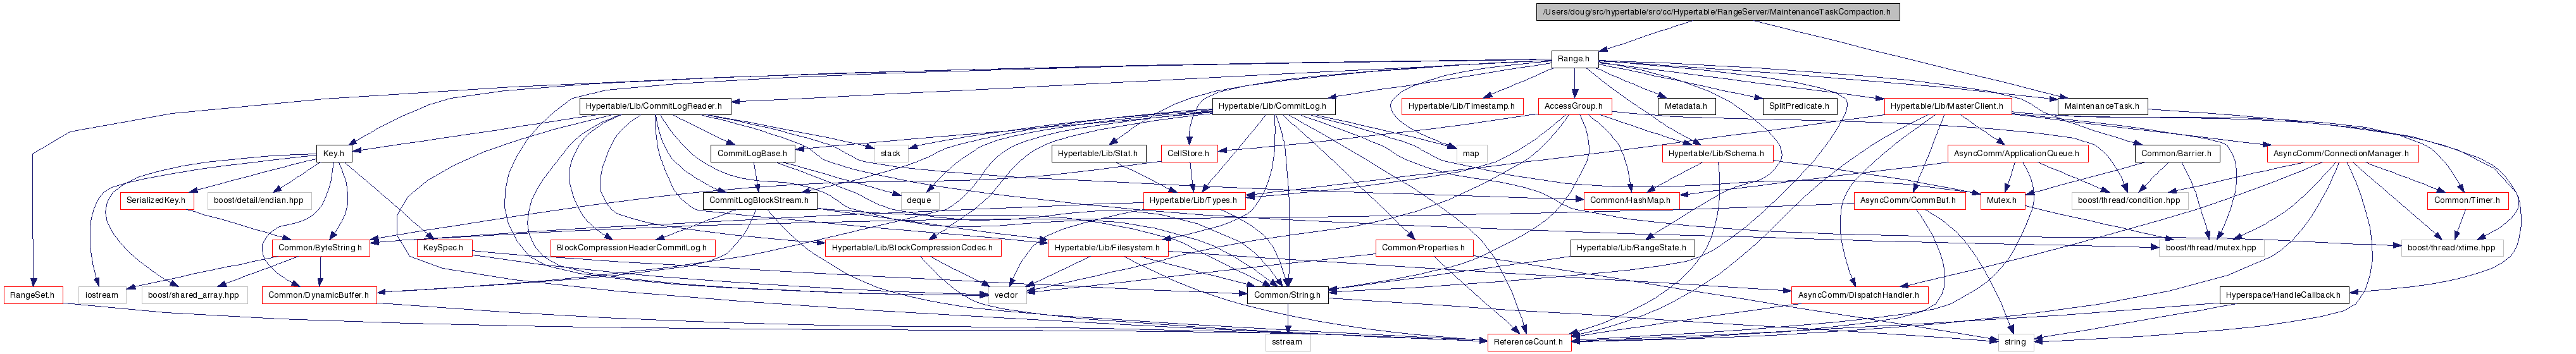 /Users/doug/src/hypertable/src/cc/Hypertable/RangeServer/MaintenanceTaskCompaction.h
Range.h
Hypertable/Lib/CommitLogReader.h
Hypertable/Lib/CommitLog.h
Hypertable/Lib/Timestamp.h
AccessGroup.h
Metadata.h
SplitPredicate.h
Hypertable/Lib/MasterClient.h
MaintenanceTask.h
Key.h
CommitLogBase.h
stack
Hypertable/Lib/Stat.h
CellStore.h
map
Hypertable/Lib/Schema.h
AsyncComm/ApplicationQueue.h
Common/Barrier.h
AsyncComm/ConnectionManager.h
SerializedKey.h
boost/detail/endian.hpp
CommitLogBlockStream.h
deque
Hypertable/Lib/Types.h
Common/HashMap.h
AsyncComm/CommBuf.h
Mutex.h
boost/thread/condition.hpp
Common/Timer.h
Common/ByteString.h
KeySpec.h
BlockCompressionHeaderCommitLog.h
Hypertable/Lib/BlockCompressionCodec.h
Hypertable/Lib/Filesystem.h
Common/Properties.h
Hypertable/Lib/RangeState.h
boost/thread/mutex.hpp
boost/thread/xtime.hpp
RangeSet.h
iostream
boost/shared_array.hpp
Common/DynamicBuffer.h
vector
Common/String.h
AsyncComm/DispatchHandler.h
Hyperspace/HandleCallback.h
sstream
ReferenceCount.h
string